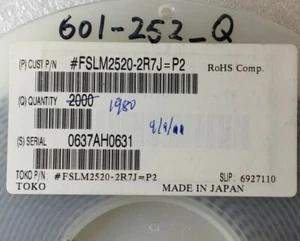 601-252_Q
(P) CUST P/N #FSLM2520-2R7J=P2 RoHS Comp.
(Q) QUANTITY 2000 1980
(S) SERIAL 0637AH0631
TOKO P/N: #FSLM2520-2R7J=P2 SLIP: 6927110
TOKO MADE IN JAPAN